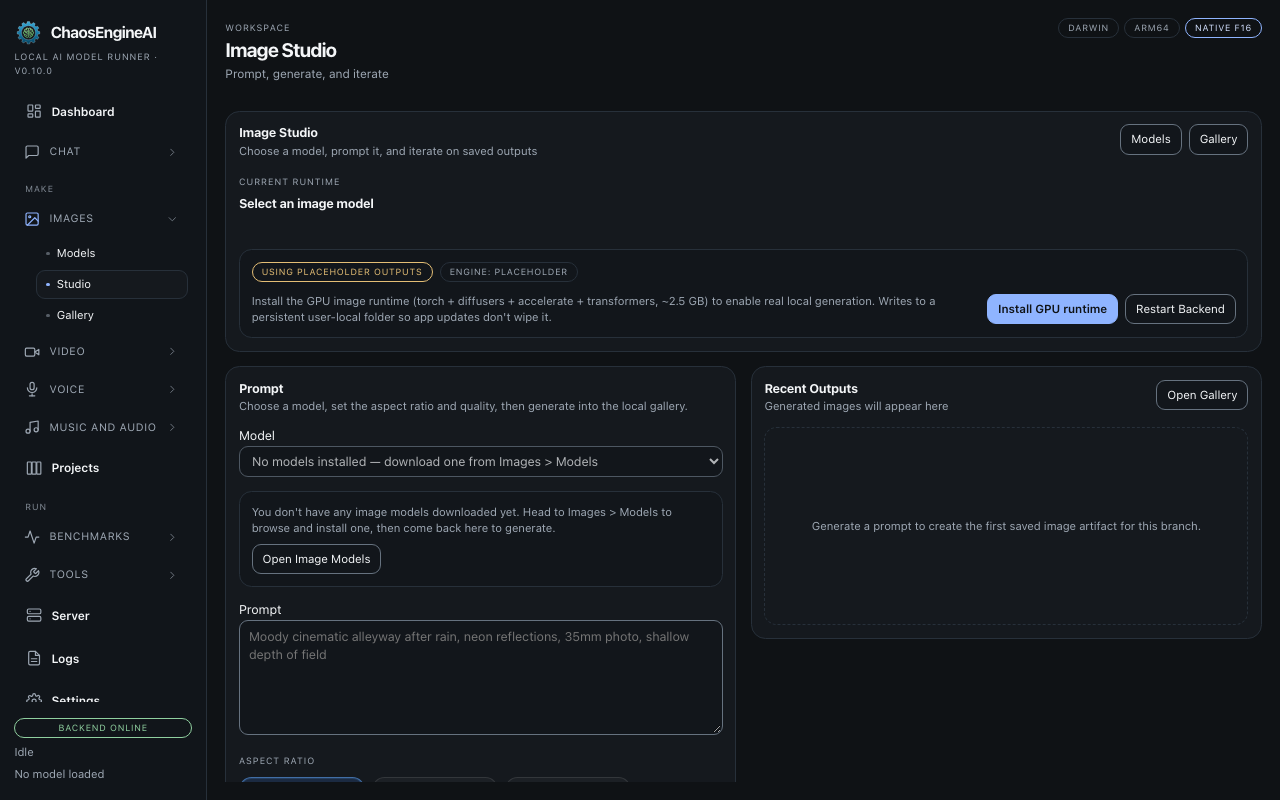 ChaosEngineAI
LOCAL AI MODEL RUNNER ·
V0.10.0
Dashboard
CHAT
MAKE
IMAGES
Models
Studio
Gallery
VIDEO
VOICE
MUSIC AND AUDIO
Projects
RUN
BENCHMARKS
TOOLS
Server
Logs
Settings
BACKEND ONLINE
Idle
No model loaded
WORKSPACE
Image Studio
Prompt, generate, and iterate
DARWIN
ARM64
NATIVE F16
Image Studio
Choose a model, prompt it, and iterate on saved outputs
Models
Gallery
CURRENT RUNTIME
Select an image model
USING PLACEHOLDER OUTPUTS
ENGINE: PLACEHOLDER
Install the GPU image runtime (torch + diffusers + accelerate + transformers, ~2.5 GB) to enable real local generation. Writes to a
persistent user-local folder so app updates don't wipe it.
Install GPU runtime
Restart Backend
Prompt
Choose a model, set the aspect ratio and quality, then generate into the local gallery.
Model
No models installed — download one from Images > Models
You don't have any image models downloaded yet. Head to Images > Models to
browse and install one, then come back here to generate.
Open Image Models
Prompt
Moody cinematic alleyway after rain, neon reflections, 35mm photo, shallow
depth of field
ASPECT RATIO
Recent Outputs
Generated images will appear here
Open Gallery
Generate a prompt to create the first saved image artifact for this branch.